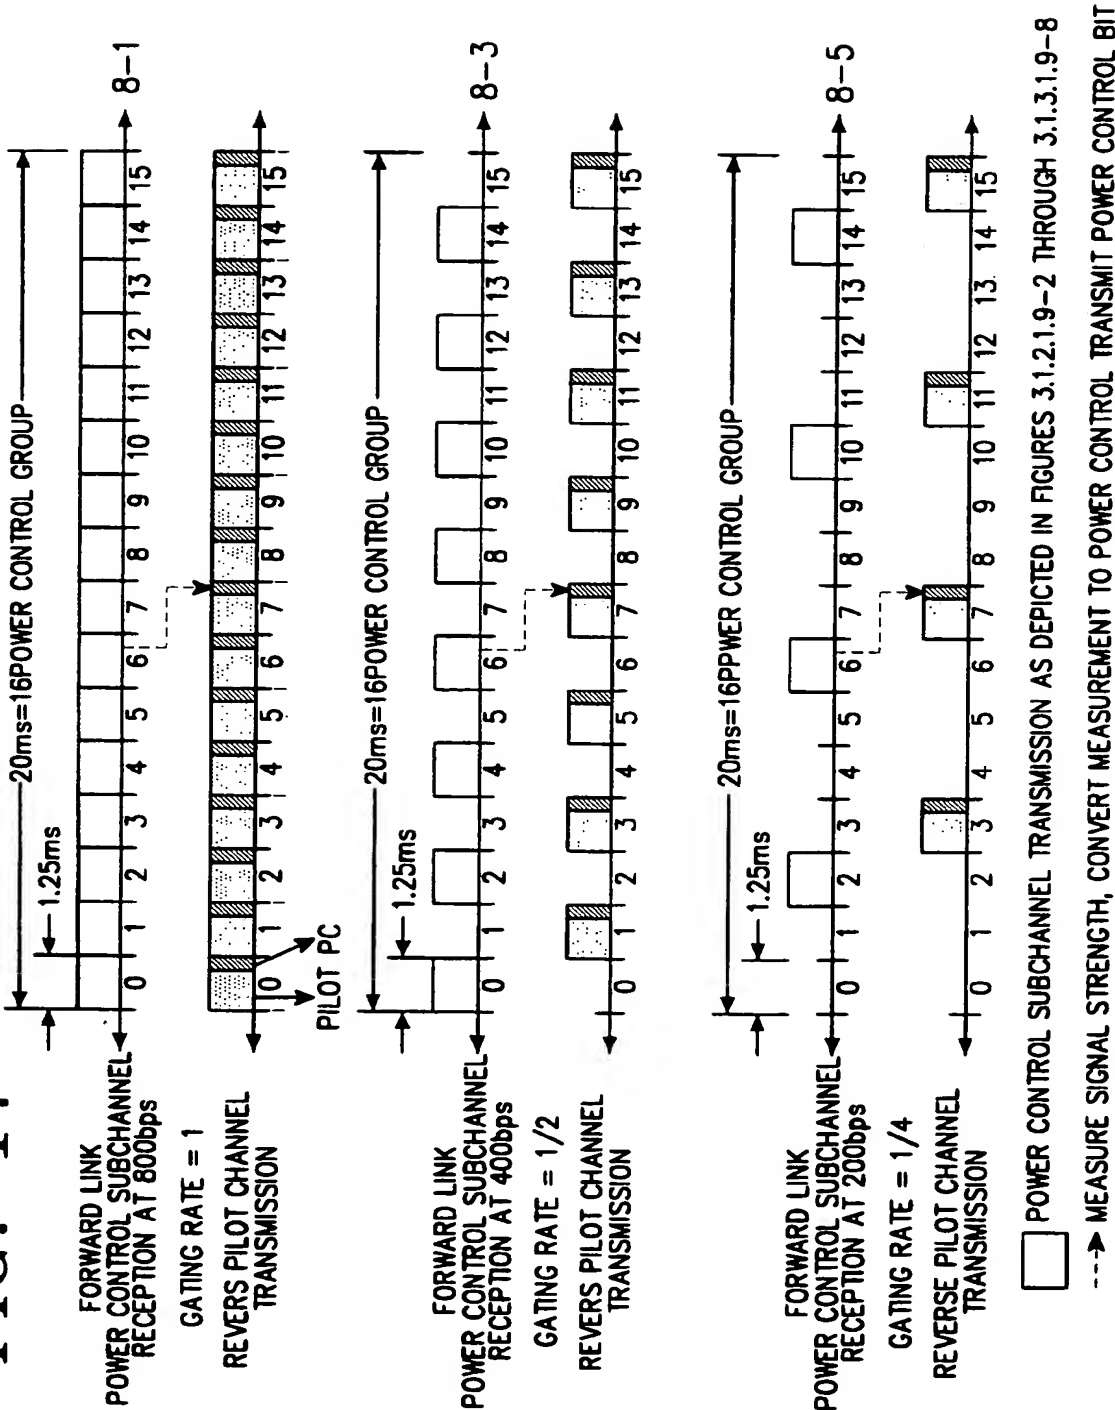 20ms=16POWER CONTROL GROUP
1.25ms
8-1
FORWARD LINK
POWER CONTROL SUBCHANNEL
RECEPTION AT 800bps
0 1 2 3 4 5 6 7 8 9 10 11 12 13 14 15
GATING RATE = 1
REVERS PILOT CHANNEL
TRANSMISSION
0 1 2 3 4 5 6 7 8 9 10 11 12 13 14 15
PILOT PC
20ms=16POWER CONTROL GROUP
1.25ms
8-3
FORWARD LINK
POWER CONTROL SUBCHANNEL
RECEPTION AT 400bps
0 1 2 3 4 5 6 7 8 9 10 11 12 13 14 15
GATING RATE = 1/2
REVERS PILOT CHANNEL
TRANSMISSION
0 1 2 3 4 5 6 7 8 9 10 11 12 13 14 15
20ms=16PPWER CONTROL GROUP
1.25ms
8-5
FORWARD LINK
POWER CONTROL SUBCHANNEL
RECEPTION AT 200bps
0 1 2 3 4 5 6 7 8 9 10 11 12 13 14 15
GATING RATE = 1/4
REVERSE PILOT CHANNEL
TRANSMISSION
0 1 2 3 4 5 6 7 8 9 10 11 12 13 14 15
POWER CONTROL SUBCHANNEL TRANSMISSION AS DEPICTED IN FIGURES 3.1.2.1.9-2 THROUGH 3.1.3.1.9-8
MEASURE SIGNAL STRENGTH, CONVERT MEASUREMENT TO POWER CONTROL TRANSMIT POWER CONTROL BIT